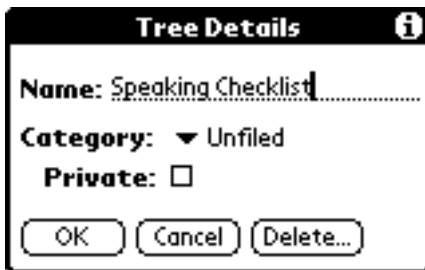 Tree Details i
Name: Speaking Checklist
Category: Unfiled
Private:
OK Cancel Delete...